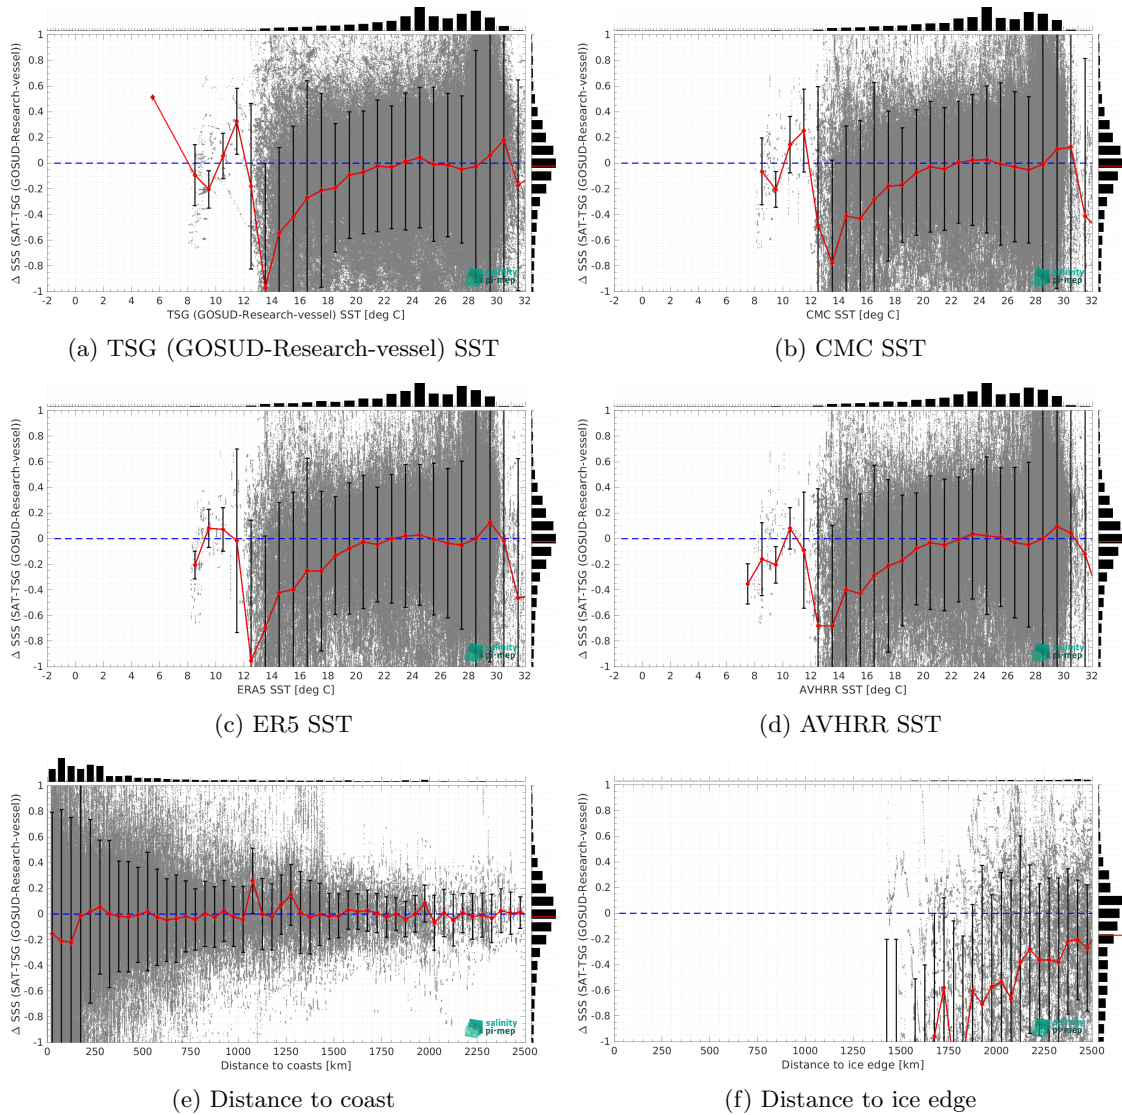 Δ SSS (SAT-TSG (GOSUD-Research-vessel))
1
0.8
0.6
0.4
0.2
0
-0.2
-0.4
-0.6
-0.8
-1
salinity
pi-mep
-2 0 2 4 6 8 10 12 14 16 18 20 22 24 26 28 30 32
TSG (GOSUD-Research-vessel) SST [deg C]
(a) TSG (GOSUD-Research-vessel) SST
Δ SSS (SAT-TSG (GOSUD-Research-vessel))
1
0.8
0.6
0.4
0.2
0
-0.2
-0.4
-0.6
-0.8
-1
salinity
pi-mep
-2 0 2 4 6 8 10 12 14 16 18 20 22 24 26 28 30 32
CMC SST [deg C]
(b) CMC SST
Δ SSS (SAT-TSG (GOSUD-Research-vessel))
1
0.8
0.6
0.4
0.2
0
-0.2
-0.4
-0.6
-0.8
-1
salinity
pi-mep
-2 0 2 4 6 8 10 12 14 16 18 20 22 24 26 28 30 32
ERA5 SST [deg C]
(c) ER5 SST
Δ SSS (SAT-TSG (GOSUD-Research-vessel))
1
0.8
0.6
0.4
0.2
0
-0.2
-0.4
-0.6
-0.8
-1
salinity
pi-mep
-2 0 2 4 6 8 10 12 14 16 18 20 22 24 26 28 30 32
AVHRR SST [deg C]
(d) AVHRR SST
Δ SSS (SAT-TSG (GOSUD-Research-vessel))
1
0.8
0.6
0.4
0.2
0
-0.2
-0.4
-0.6
-0.8
-1
salinity
pi-mep
0 250 500 750 1000 1250 1500 1750 2000 2250 2500
Distance to coasts [km]
(e) Distance to coast
Δ SSS (SAT-TSG (GOSUD-Research-vessel))
1
0.8
0.6
0.4
0.2
0
-0.2
-0.4
-0.6
-0.8
-1
salinity
pi-mep
0 250 500 750 1000 1250 1500 1750 2000 2250 2500
Distance to ice edge [km]
(f) Distance to ice edge